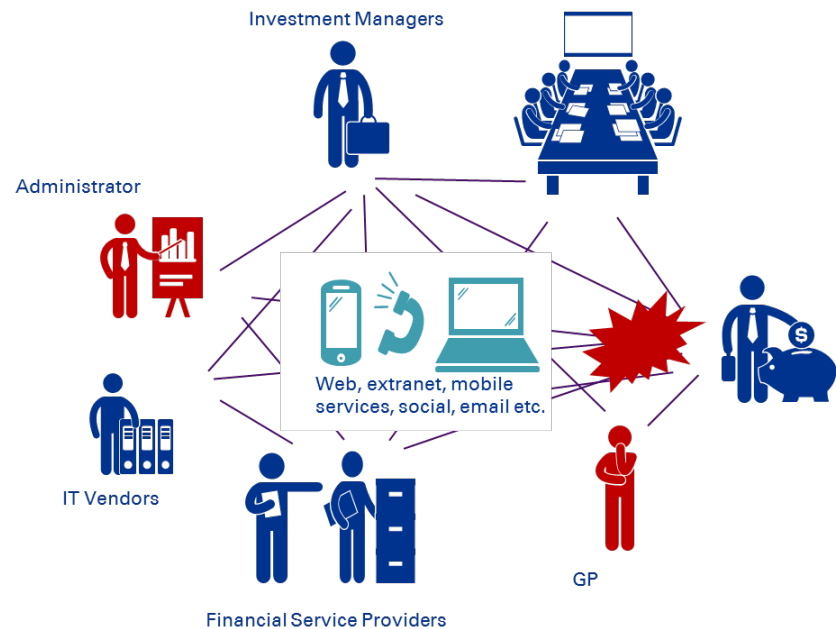 Investment Managers
Administrator
$
Web, extranet, mobile
services, social, email etc.
IT Vendors
GP
Financial Service Providers